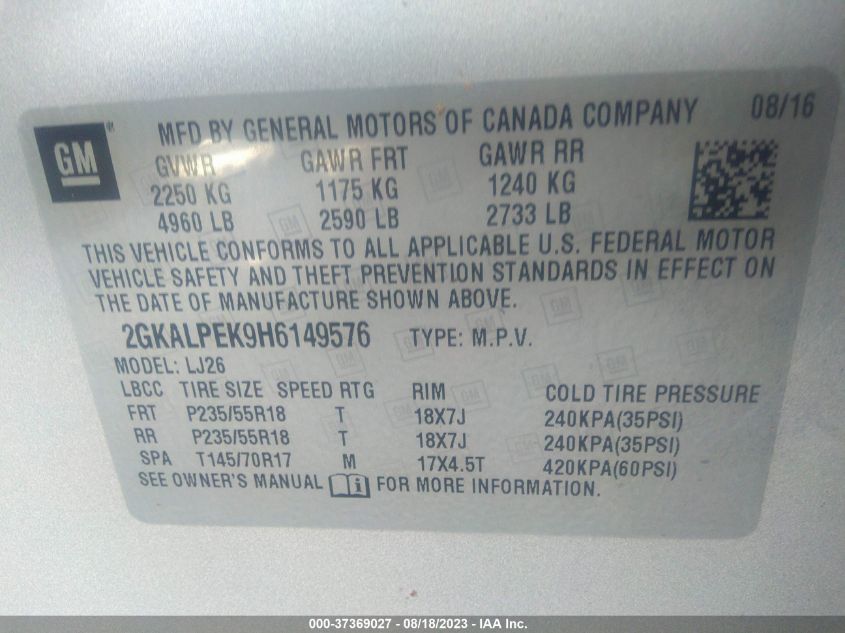 GM
MFD BY GENERAL MOTORS OF CANADA COMPANY 08/16
GVWR GAWR FRT GAWR RR
2250 KG 1175 KG 1240 KG
4960 LB 2590 LB 2733 LB
THIS VEHICLE CONFORMS TO ALL APPLICABLE U.S. FEDERAL MOTOR
VEHICLE SAFETY AND THEFT PREVENTION STANDARDS IN EFFECT ON
THE DATE OF MANUFACTURE SHOWN ABOVE.
2GKALPEK9H6149576 TYPE: M.P.V.
MODEL: LJ26
LBCC TIRE SIZE SPEED RTG RIM COLD TIRE PRESSURE
FRT P235/55R18 T 18X7J 240KPA(35PSI)
RR P235/55R18 T 18X7J 240KPA(35PSI)
SPA T145/70R17 M 17X4.5T 420KPA(60PSI)
SEE OWNER'S MANUAL i FOR MORE INFORMATION.
000-37369027 - 08/18/2023 - IAA Inc.